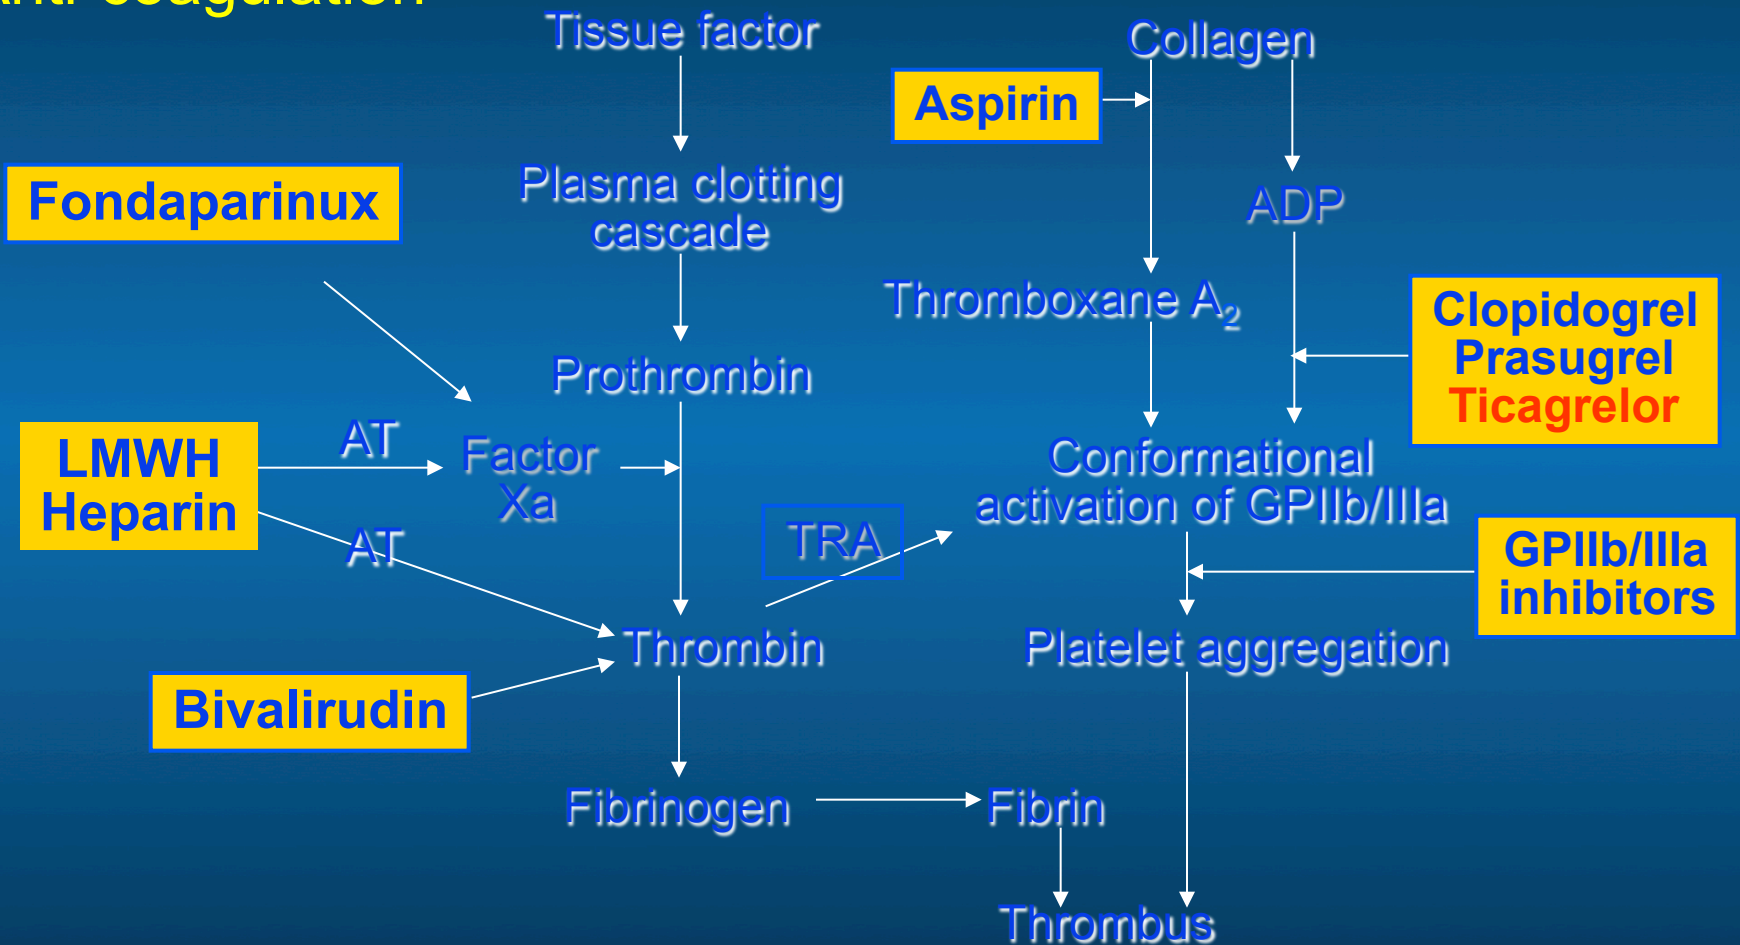 coagulation
Tissue factor
Collagen
Aspirin
Fondaparinux
Plasma clotting
cascade
ADP
Thromboxane A₂
Clopidogrel
Prasugrel
Ticagrelor
Prothrombin
LMWH
Heparin
AT
Factor
Xa
AT
Conformational
activation of GPIIb/IIIa
TRA
GPIIb/IIIa
inhibitors
Thrombin
Platelet aggregation
Bivalirudin
Fibrinogen
Fibrin
Thrombus